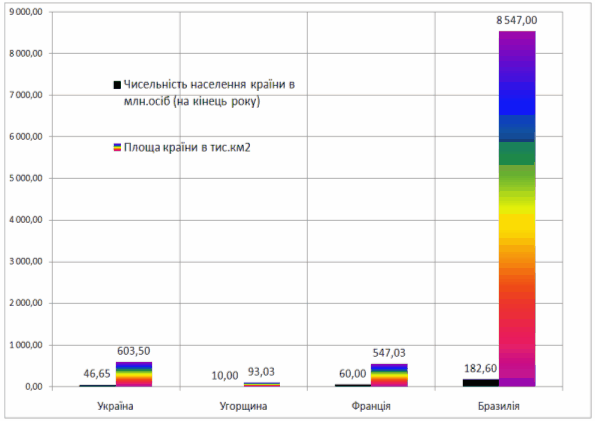 9 000,00
8 000,00
7 000,00
6 000,00
5 000,00
4 000,00
3 000,00
2 000,00
1 000,00
0,00
Чисельність населення країни в
млн.осіб (на кінець року)
Площа країни в тис.км2
46,65
603,50
10,00
93,03
60,00
547,03
182,60
8 547,00
Україна
Угорщина
Франція
Бразилія